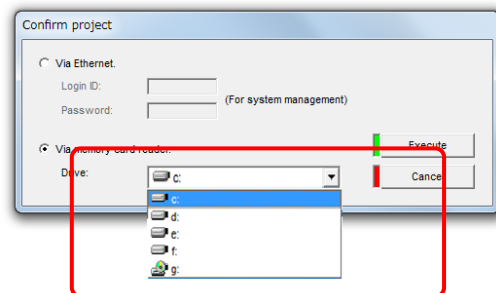 Confirm project
Via Ethernet.
Login ID:
Password:
(For system management)
Via memory card reader.
Execute
Drive:
c:
Cancel
c:
d:
e:
f:
g: